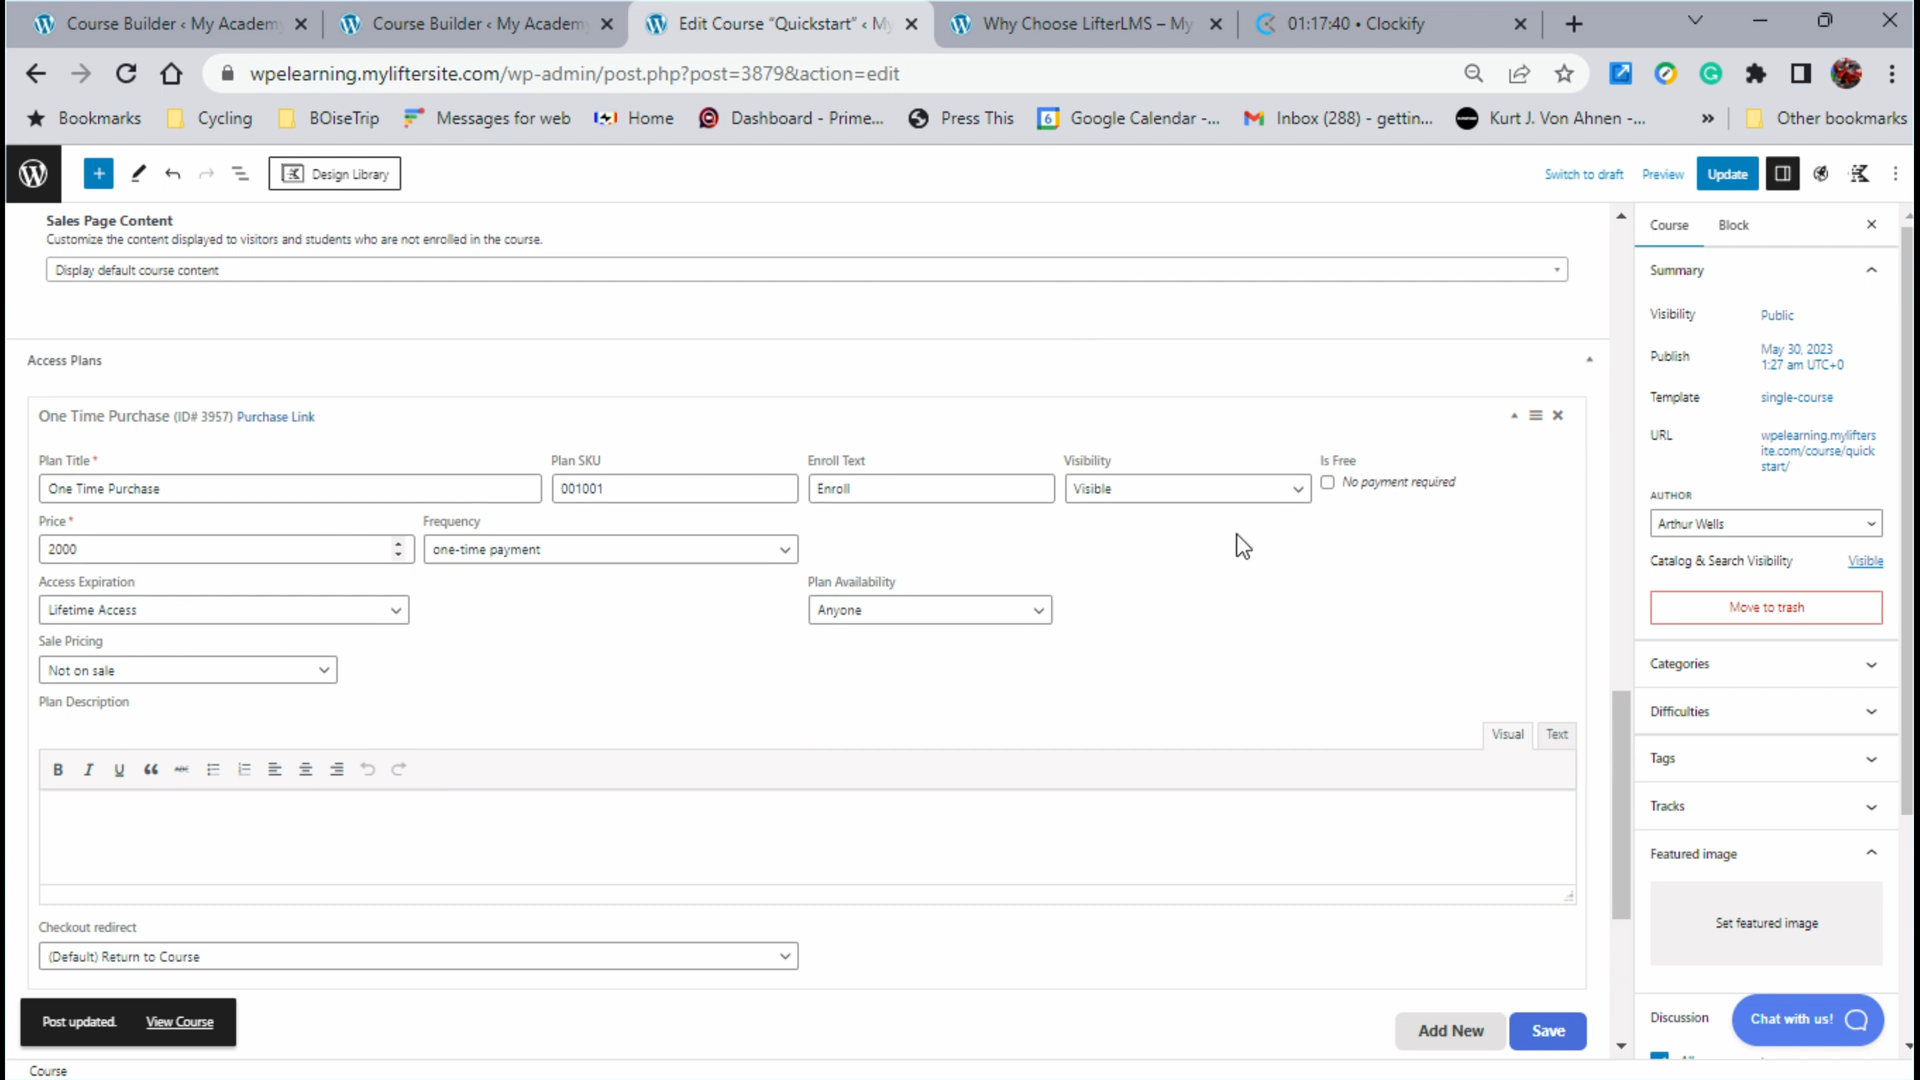 Course Builder ‹ My Academy
Course Builder ‹ My Academy
Edit Course “Quickstart” ‹ My
Why Choose LifterLMS – My
01:17:40 • Clockify
wpelearning.myliftersite.com/wp-admin/post.php?post=3879&action=edit
Bookmarks
Cycling
BOiseTrip
Messages for web
Home
Dashboard - Prime...
Press This
6
Google Calendar -...
Inbox (288) - gettin...
Kurt J. Von Ahnen -...
»
Other bookmarks
Design Library
Switch to draft
Preview
Update
Sales Page Content
Customize the content displayed to visitors and students who are not enrolled in the course.
Display default course content
Access Plans
One Time Purchase (ID# 3957) Purchase Link
Plan Title *
Plan SKU
Enroll Text
Visibility
Is Free
One Time Purchase
001001
Enroll
Visible
No payment required
Price *
Frequency
2000
one-time payment
Access Expiration
Plan Availability
Lifetime Access
Anyone
Sale Pricing
Not on sale
Plan Description
Visual
Text
B I U ABC
Checkout redirect
(Default) Return to Course
Post updated.
View Course
Add New
Save
Course
Course
Block
Summary
Visibility
Public
Publish
May 30, 2023
1:27 am UTC+0
Template
single-course
URL
wpelearning.mylifters
ite.com/course/quick
start/
AUTHOR
Arthur Wells
Catalog & Search Visibility
Visible
Move to trash
Categories
Difficulties
Tags
Tracks
Featured image
Set featured image
Discussion
Chat with us!